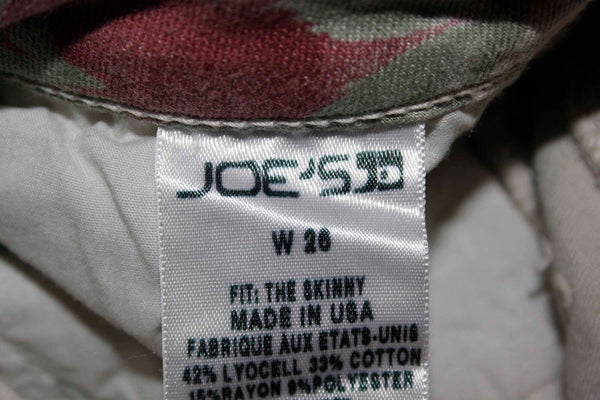 JOE'S JE
W 26
FIT: THE SKINNY
MADE IN USA
FABRIQUE AUX ETATS-UNIS
42% LYOCELL 33% COTTON
15% RAYON 9% POLYESTER